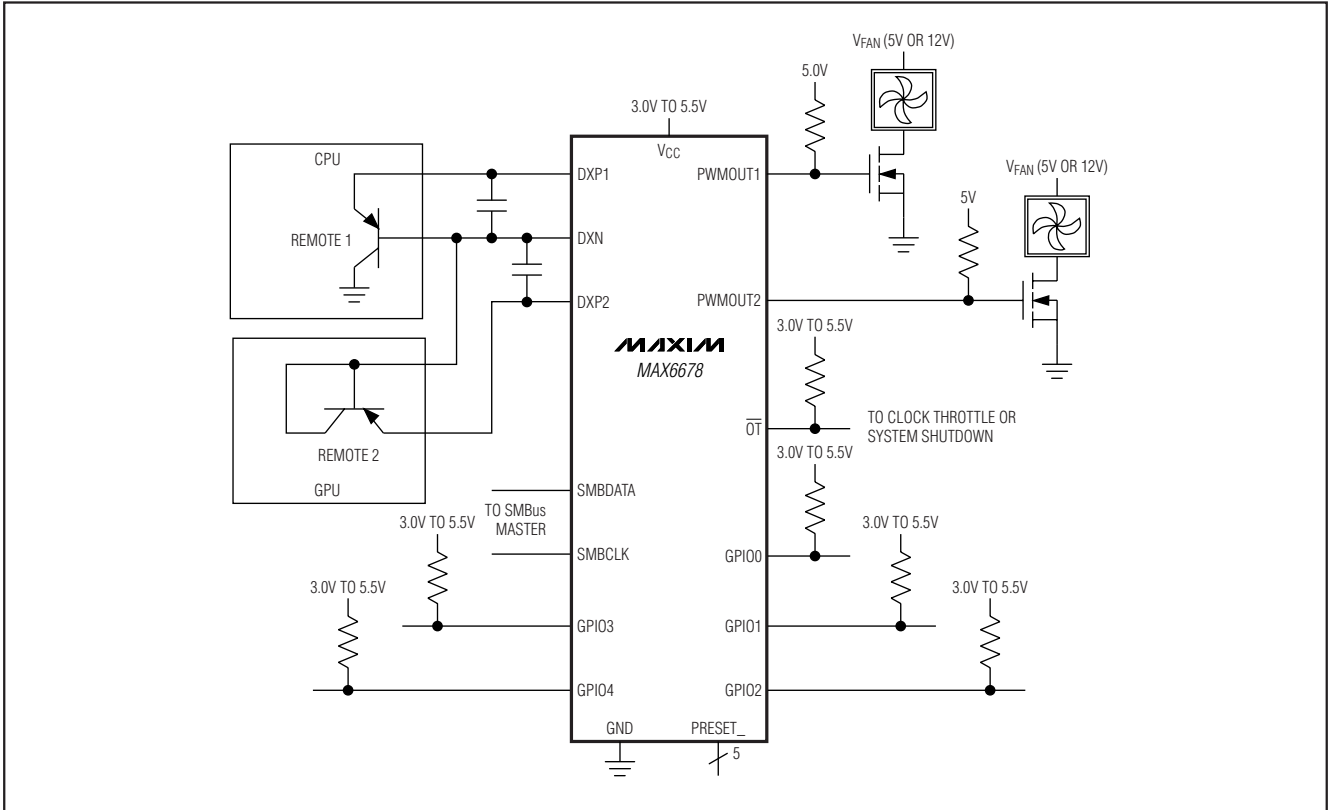 VFAN (5V OR 12V)
5.0V
3.0V TO 5.5V
VCC
CPU
DXP1
PWMOUT1
VFAN (5V OR 12V)
5V
REMOTE 1
DXN
DXP2
PWMOUT2
3.0V TO 5.5V
MAXIM
MAX6678
OT
TO CLOCK THROTTLE OR
SYSTEM SHUTDOWN
REMOTE 2
GPU
3.0V TO 5.5V
SMBDATA
TO SMBus
MASTER
3.0V TO 5.5V
3.0V TO 5.5V
SMBCLK
GPIO0
3.0V TO 5.5V
3.0V TO 5.5V
GPIO3
GPIO1
GPIO4
GPIO2
GND
PRESET_
5